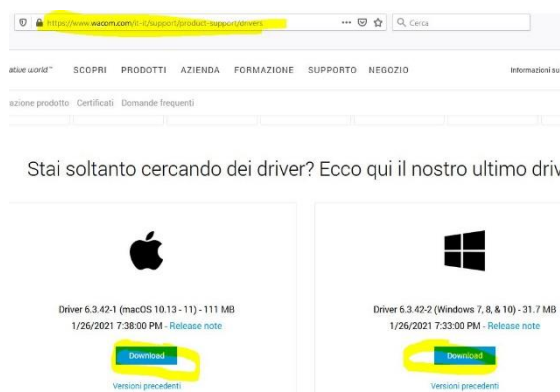 https://www.wacom.com/it-it/support/product-support/drivers
Cerca
SCOPRI PRODOTTI AZIENDA FORMAZIONE SUPPORTO NEGOZIO
Informazioni su
azione prodotto Certificati Domande frequenti
Stai soltanto cercando dei driver? Ecco qui il nostro ultimo driv
Driver 6.3.42-1 (macOS 10.13 - 11) - 111 MB
1/26/2021 7:38:00 PM - Release note
Download
Versioni precedenti
Driver 6.3.42-2 (Windows 7, 8, & 10) - 31.7 MB
1/26/2021 7:33:00 PM - Release note
Download
Versioni precedenti